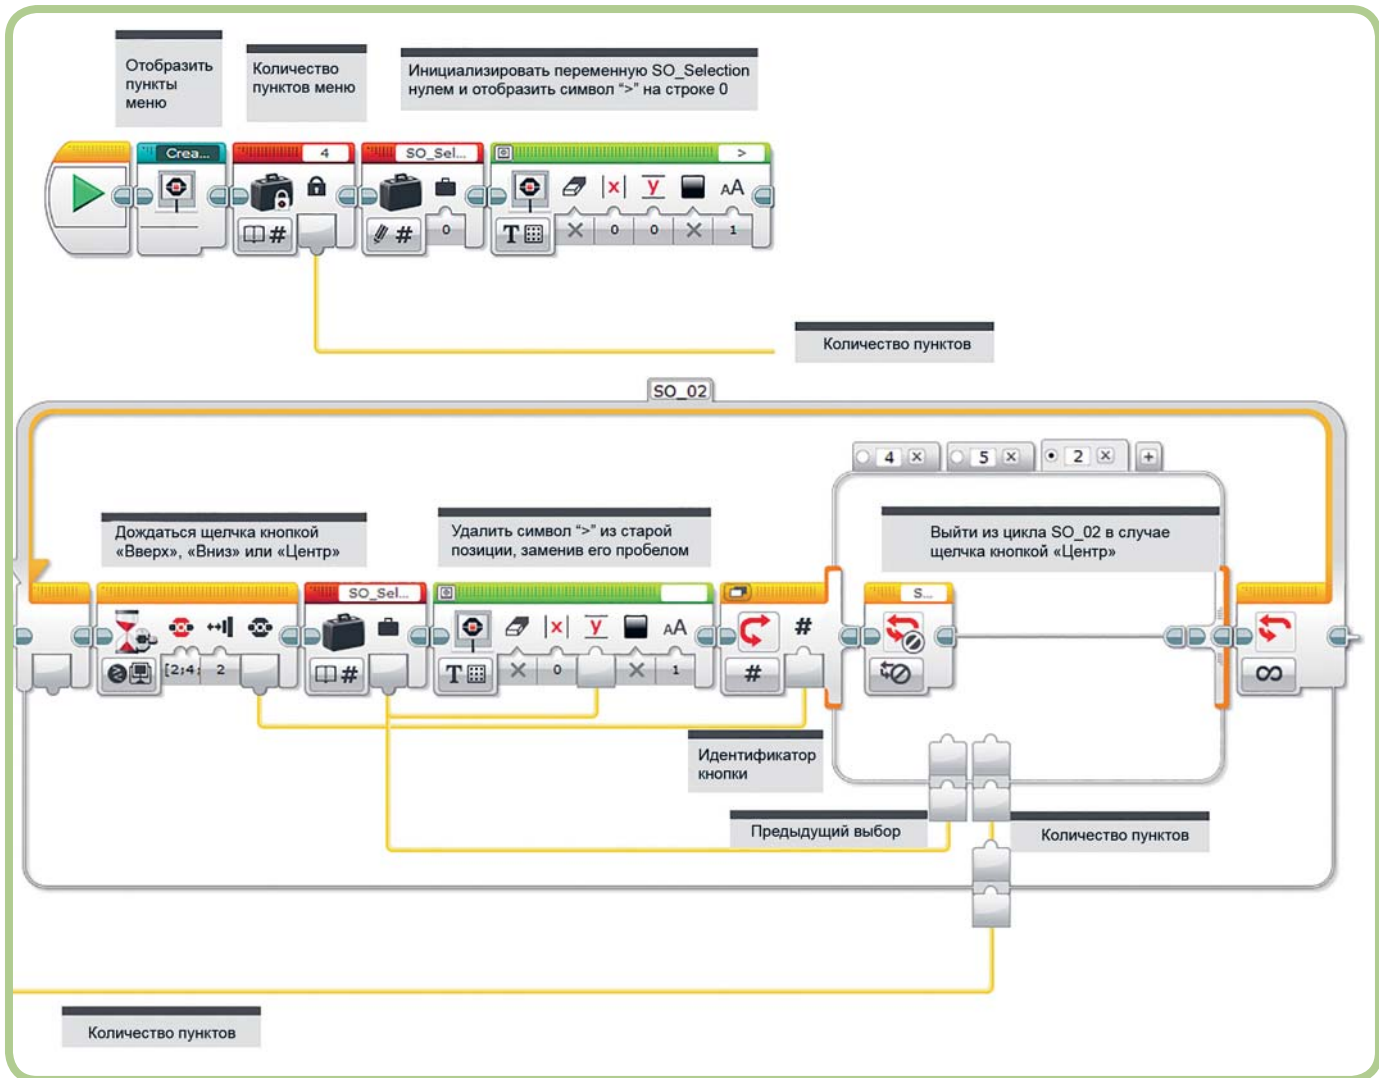 Отобразить
пункты
меню
Количество
пунктов меню
Инициализировать переменную SO_Selection
нулем и отобразить символ “>” на строке 0
Crea...
4
SO_Sel...
>
#
#
0
T
x
y
AA
0
0
1
Количество пунктов
SO_02
4
5
2
+
Дождаться щелчка кнопкой
«Вверх», «Вниз» или «Центр»
Удалить символ “>” из старой
позиции, заменив его пробелом
Выйти из цикла SO_02 в случае
щелчка кнопкой «Центр»
SO_Sel...
S...
x
y
AA
#
[2;4;
2
#
T
0
1
#
∞
Идентификатор
кнопки
Предыдущий выбор
Количество пунктов
Количество пунктов